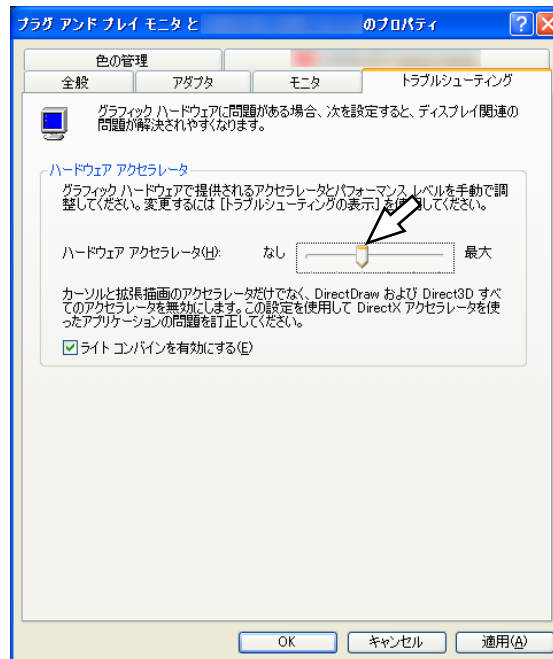 プラグ アンド プレイ モニタ と のプロパティ
色の管理
全般 アダプタ モニタ トラブルシューティング
グラフィック ハードウェアに問題がある場合、次を設定すると、ディスプレイ関連の
問題が解決されやすくなります。
ハードウェア アクセラレータ
グラフィック ハードウェアで提供されるアクセラレータとパフォーマンス レベルを手動で調
整してください。変更するには [トラブルシューティングの表示] を使用してください。
ハードウェア アクセラレータ(H): なし 最大
カーソルと拡張描画のアクセラレータだけでなく、DirectDraw および Direct3D すべ
てのアクセラレータを無効にします。この設定を使用して DirectX アクセラレータを使
ったアプリケーションの問題を訂正してください。
ライト コンバインを有効にする(E)
OK キャンセル 適用(A)